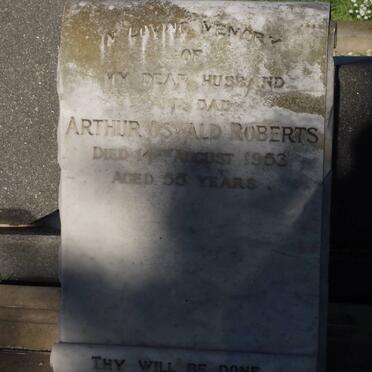 IN LOVING MEMORY
OF
MY DEAR HUSBAND
DAD
ARTHUR OSWALD ROBERTS
DIED 14TH AUGUST 1953
AGED 55 YEARS
THY WILL BE DONE